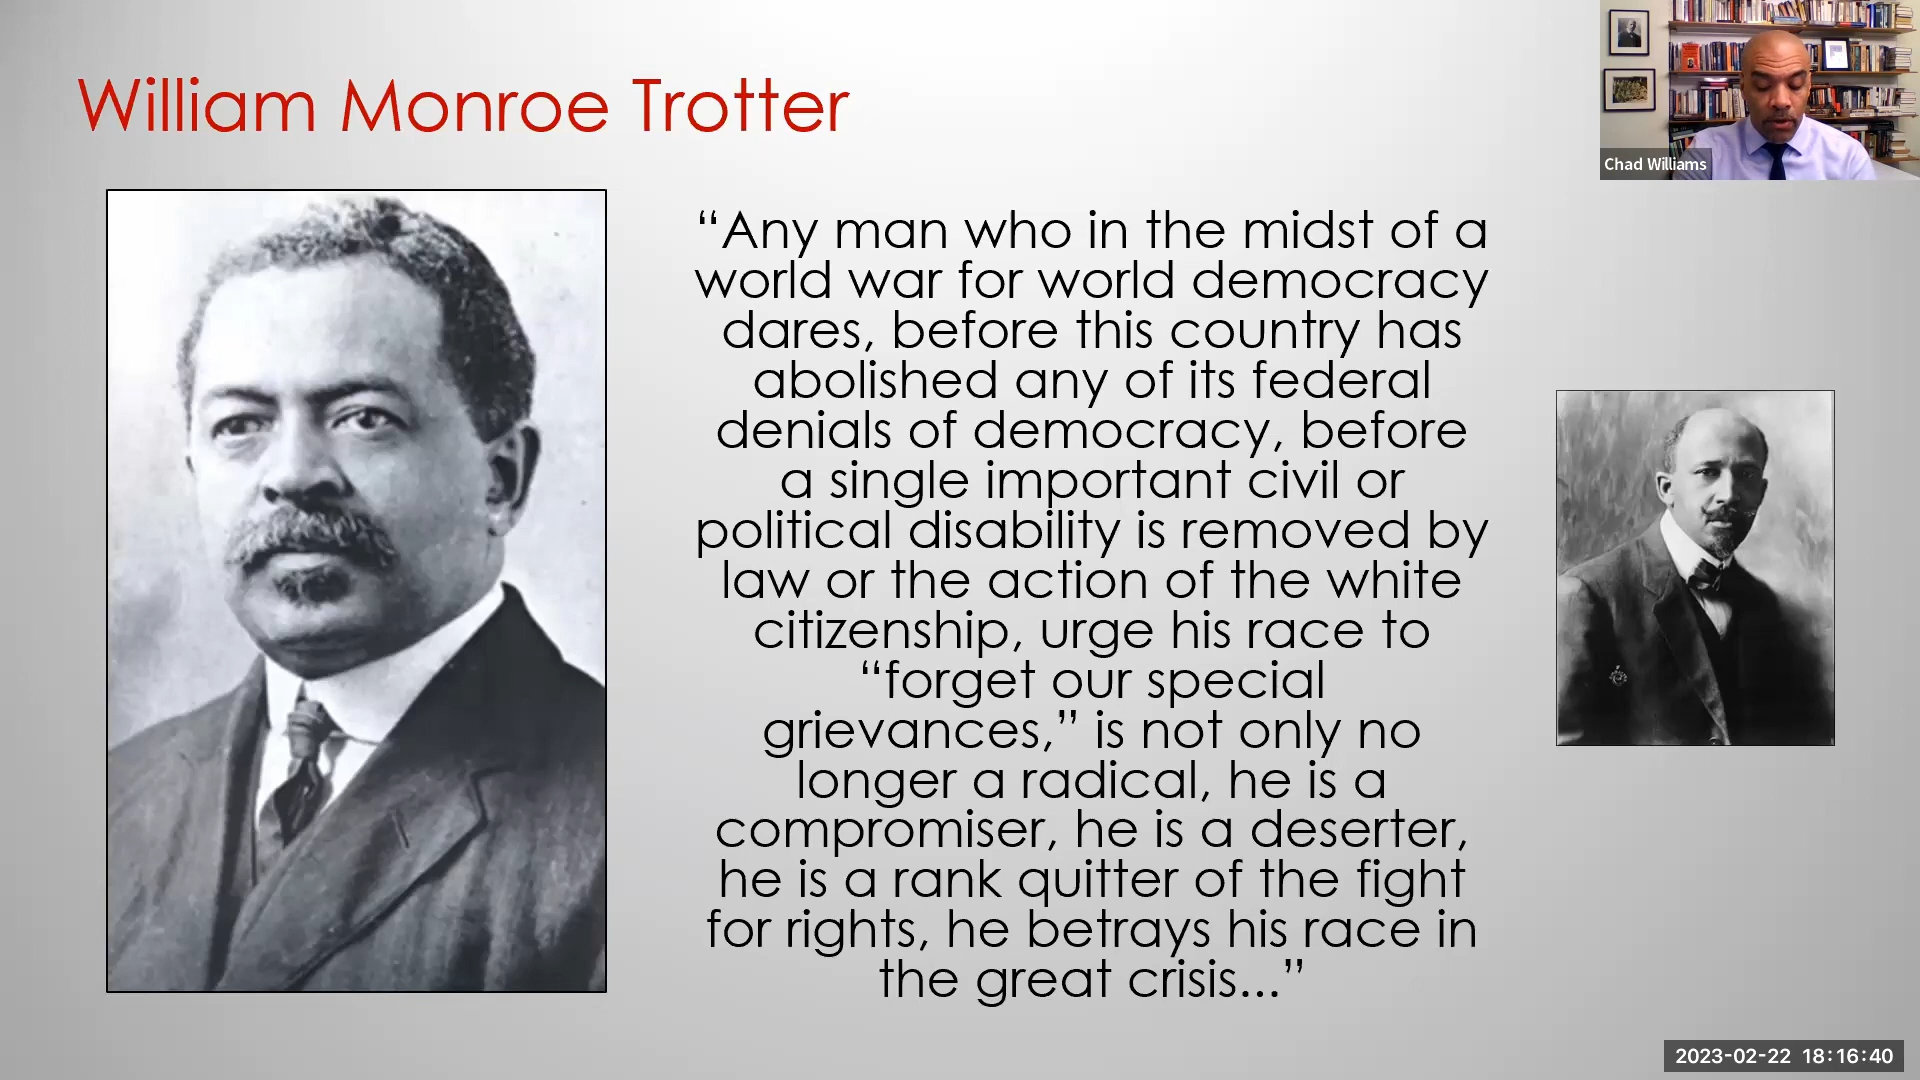 William Monroe Trotter
Chad Williams
“Any man who in the midst of a
world war for world democracy
dares, before this country has
abolished any of its federal
denials of democracy, before
a single important civil or
political disability is removed by
law or the action of the white
citizenship, urge his race to
“forget our special
grievances,” is not only no
longer a radical, he is a
compromiser, he is a deserter,
he is a rank quitter of the fight
for rights, he betrays his race in
the great crisis...”
2023-02-22 18:16:40